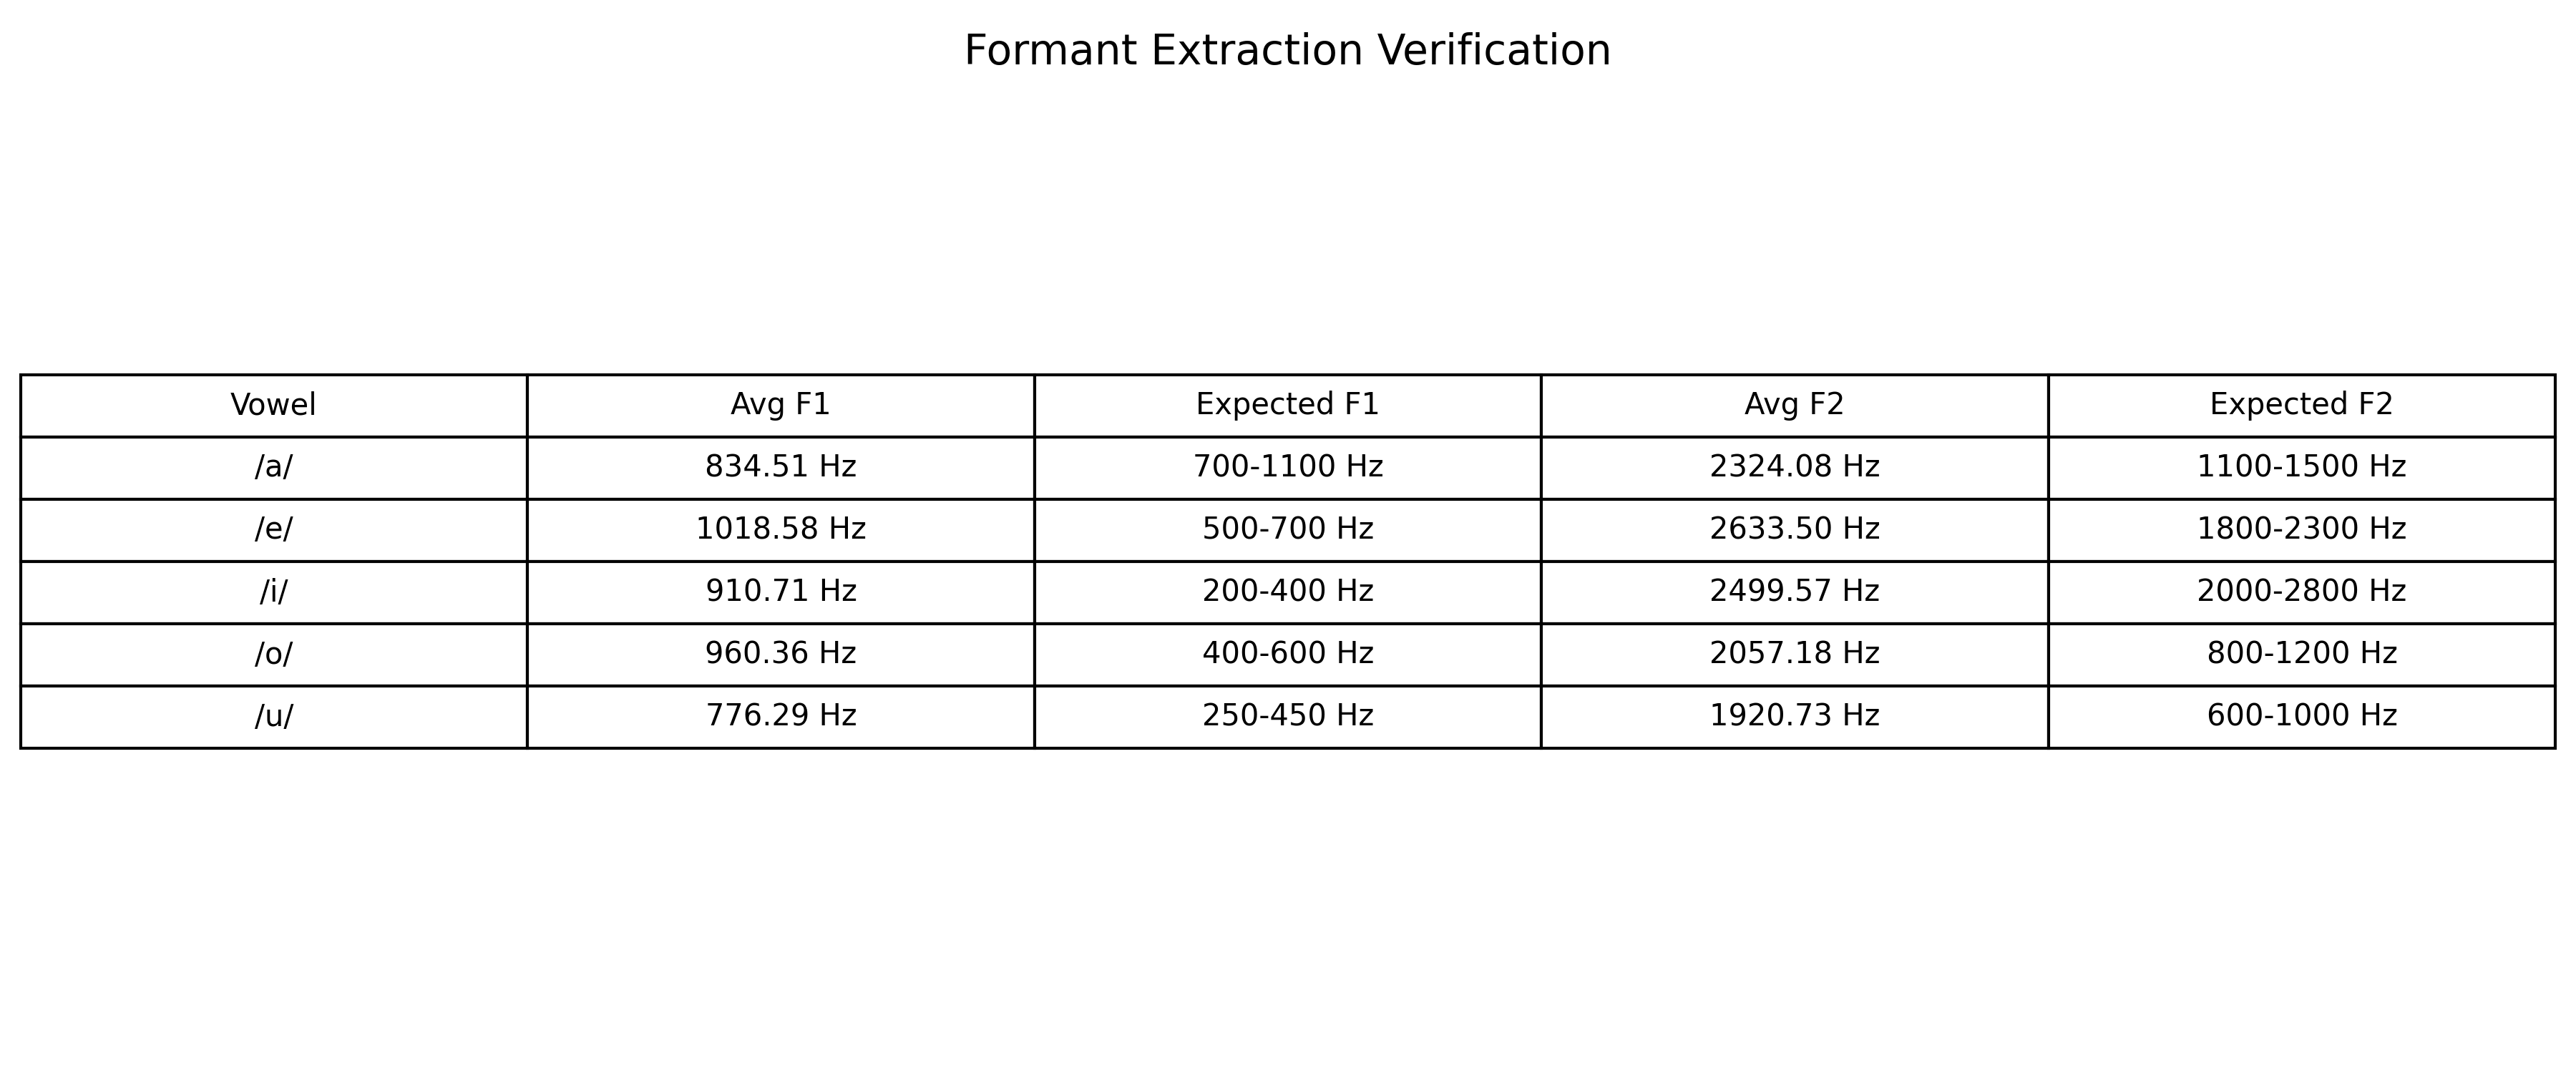 Formant Extraction Verification
Vowel Avg F1 Expected F1 Avg F2 Expected F2
/a/ 834.51 Hz 700-1100 Hz 2324.08 Hz 1100-1500 Hz
/e/ 1018.58 Hz 500-700 Hz 2633.50 Hz 1800-2300 Hz
/i/ 910.71 Hz 200-400 Hz 2499.57 Hz 2000-2800 Hz
/o/ 960.36 Hz 400-600 Hz 2057.18 Hz 800-1200 Hz
/u/ 776.29 Hz 250-450 Hz 1920.73 Hz 600-1000 Hz